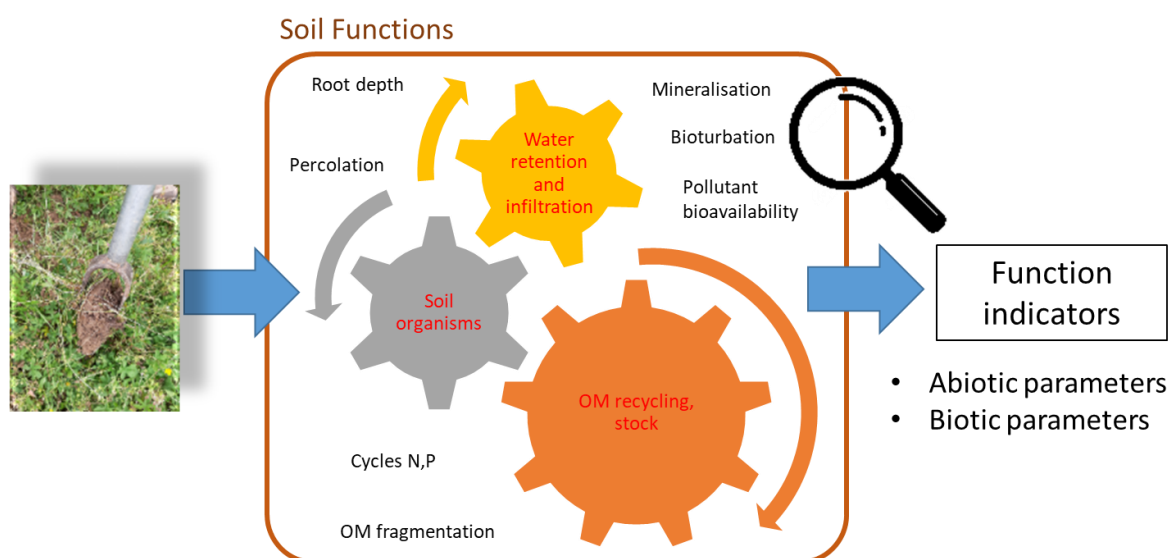 Soil Functions
Root depth
Percolation
Water
retention
and
infiltration
Mineralisation
Bioturbation
Pollutant
bioavailability
Soil
organisms
OM recycling,
stock
Cycles N,P
OM fragmentation
Function
indicators
• Abiotic parameters
• Biotic parameters